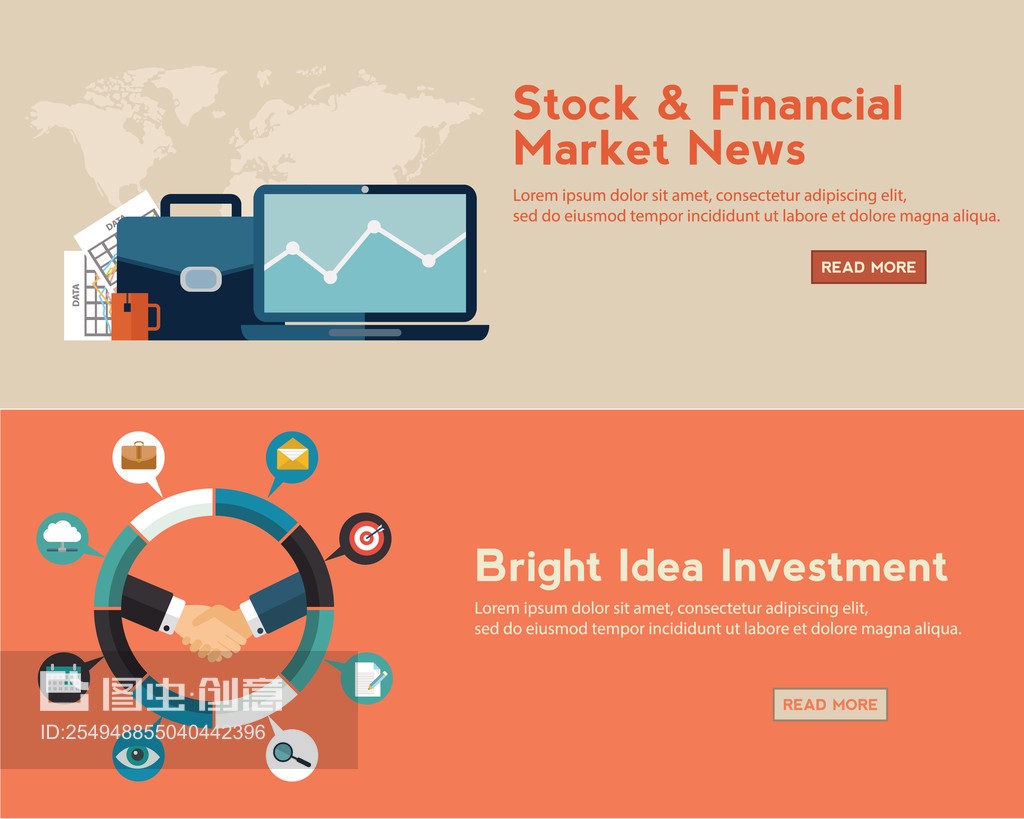 Stock & Financial
Market News
Lorem ipsum dolor sit amet, consectetur adipiscing elit,
sed do eiusmod tempor incididunt ut labore et dolore magna aliqua.
READ MORE
DATA
DATA
Bright Idea Investment
Lorem ipsum dolor sit amet, consectetur adipiscing elit,
sed do eiusmod tempor incididunt ut labore et dolore magna aliqua.
READ MORE
图虫·创意
ID:254948855040442396